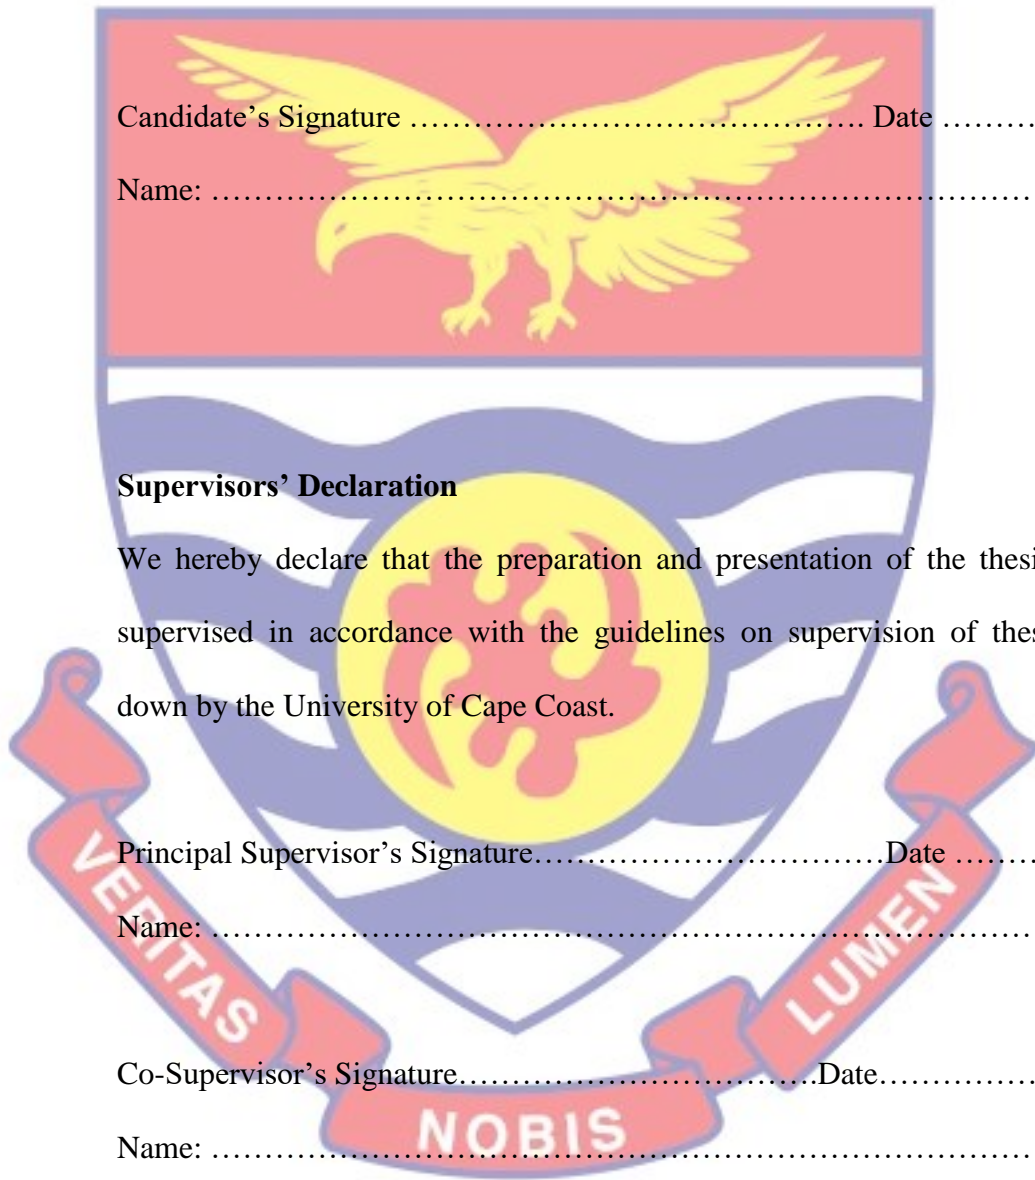 Candidate’s Signature ……………………………………………. Date ………
Name: …………………………………………………………………………
Supervisors’ Declaration
We hereby declare that the preparation and presentation of the thesi
supervised in accordance with the guidelines on supervision of thes
down by the University of Cape Coast.
Principal Supervisor’s Signature…………………………………Date ………
Name: …………………………………………………………………………
Co-Supervisor’s Signature………………………………….Date……………
Name: …………………………………………………………………………
VERITAS
NOBIS
LUMEN